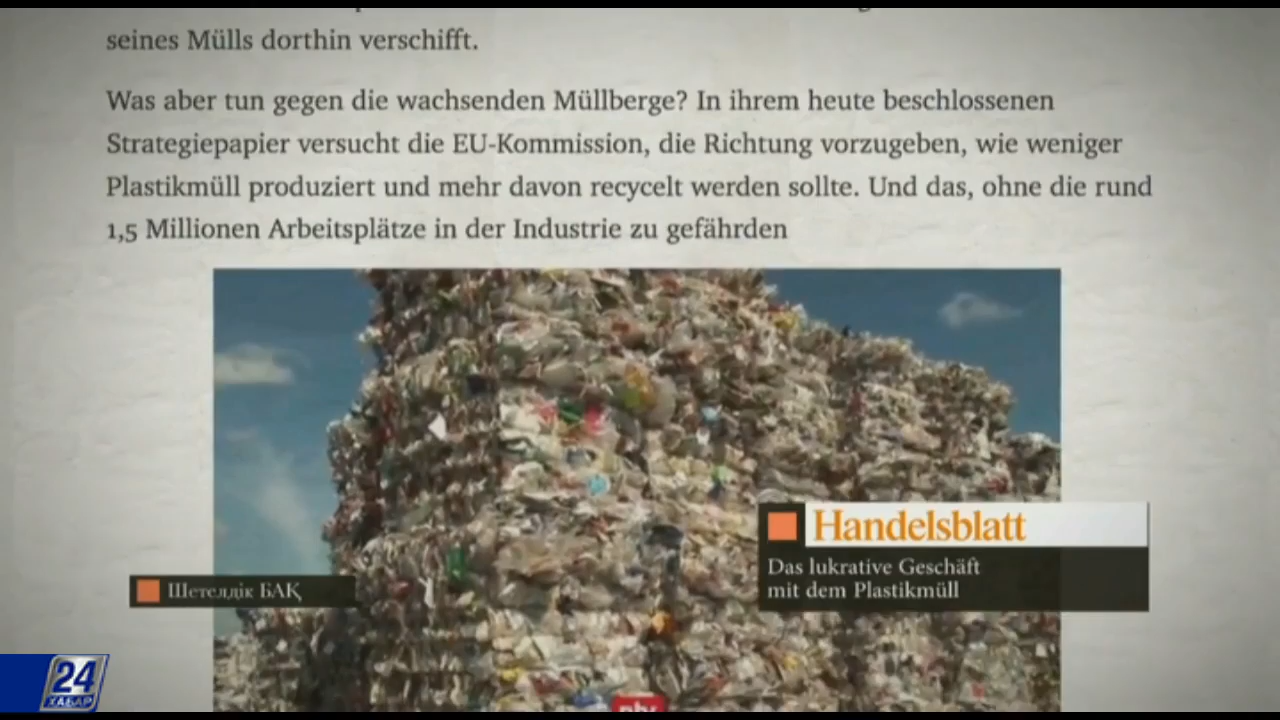 seines Mülls dorthin verschifft.
Was aber tun gegen die wachsenden Müllberge? In ihrem heute beschlossenen
Strategiepapier versucht die EU-Kommission, die Richtung vorzugeben, wie weniger
Plastikmüll produziert und mehr davon recycelt werden sollte. Und das, ohne die rund
1,5 Millionen Arbeitsplätze in der Industrie zu gefährden
Handelsblatt
Das lukrative Geschäft
mit dem Plastikmüll
Шетелдік БАҚ
24
ХАБАР